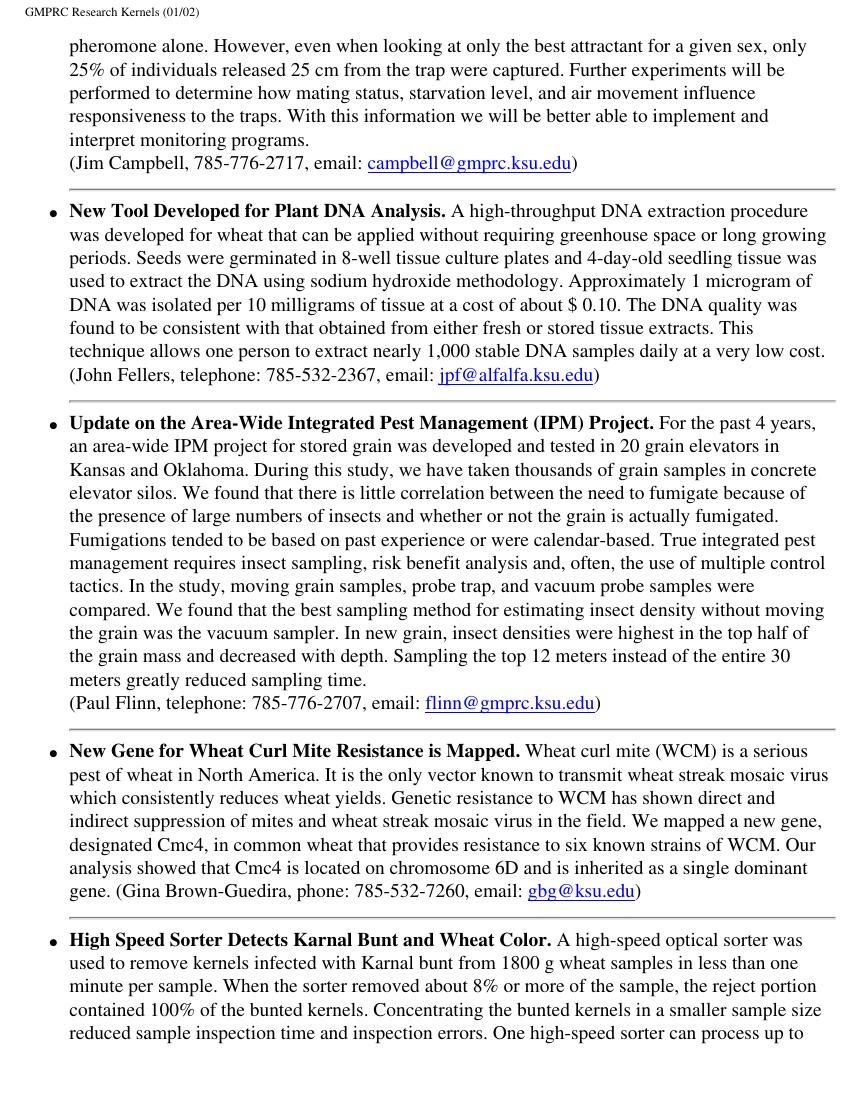 GMPRC Research Kernels (01/02)
pheromone alone. However, even when looking at only the best attractant for a given sex, only
25% of individuals released 25 cm from the trap were captured. Further experiments will be
performed to determine how mating status, starvation level, and air movement influence
responsiveness to the traps. With this information we will be better able to implement and
interpret monitoring programs.
(Jim Campbell, 785-776-2717, email: campbell@gmprc.ksu.edu)
• New Tool Developed for Plant DNA Analysis. A high-throughput DNA extraction procedure
was developed for wheat that can be applied without requiring greenhouse space or long growing
periods. Seeds were germinated in 8-well tissue culture plates and 4-day-old seedling tissue was
used to extract the DNA using sodium hydroxide methodology. Approximately 1 microgram of
DNA was isolated per 10 milligrams of tissue at a cost of about $ 0.10. The DNA quality was
found to be consistent with that obtained from either fresh or stored tissue extracts. This
technique allows one person to extract nearly 1,000 stable DNA samples daily at a very low cost.
(John Fellers, telephone: 785-532-2367, email: jpf@alfalfa.ksu.edu)
• Update on the Area-Wide Integrated Pest Management (IPM) Project. For the past 4 years,
an area-wide IPM project for stored grain was developed and tested in 20 grain elevators in
Kansas and Oklahoma. During this study, we have taken thousands of grain samples in concrete
elevator silos. We found that there is little correlation between the need to fumigate because of
the presence of large numbers of insects and whether or not the grain is actually fumigated.
Fumigations tended to be based on past experience or were calendar-based. True integrated pest
management requires insect sampling, risk benefit analysis and, often, the use of multiple control
tactics. In the study, moving grain samples, probe trap, and vacuum probe samples were
compared. We found that the best sampling method for estimating insect density without moving
the grain was the vacuum sampler. In new grain, insect densities were highest in the top half of
the grain mass and decreased with depth. Sampling the top 12 meters instead of the entire 30
meters greatly reduced sampling time.
(Paul Flinn, telephone: 785-776-2707, email: flinn@gmprc.ksu.edu)
• New Gene for Wheat Curl Mite Resistance is Mapped. Wheat curl mite (WCM) is a serious
pest of wheat in North America. It is the only vector known to transmit wheat streak mosaic virus
which consistently reduces wheat yields. Genetic resistance to WCM has shown direct and
indirect suppression of mites and wheat streak mosaic virus in the field. We mapped a new gene,
designated Cmc4, in common wheat that provides resistance to six known strains of WCM. Our
analysis showed that Cmc4 is located on chromosome 6D and is inherited as a single dominant
gene. (Gina Brown-Guedira, phone: 785-532-7260, email: gbg@ksu.edu)
• High Speed Sorter Detects Karnal Bunt and Wheat Color. A high-speed optical sorter was
used to remove kernels infected with Karnal bunt from 1800 g wheat samples in less than one
minute per sample. When the sorter removed about 8% or more of the sample, the reject portion
contained 100% of the bunted kernels. Concentrating the bunted kernels in a smaller sample size
reduced sample inspection time and inspection errors. One high-speed sorter can process up to